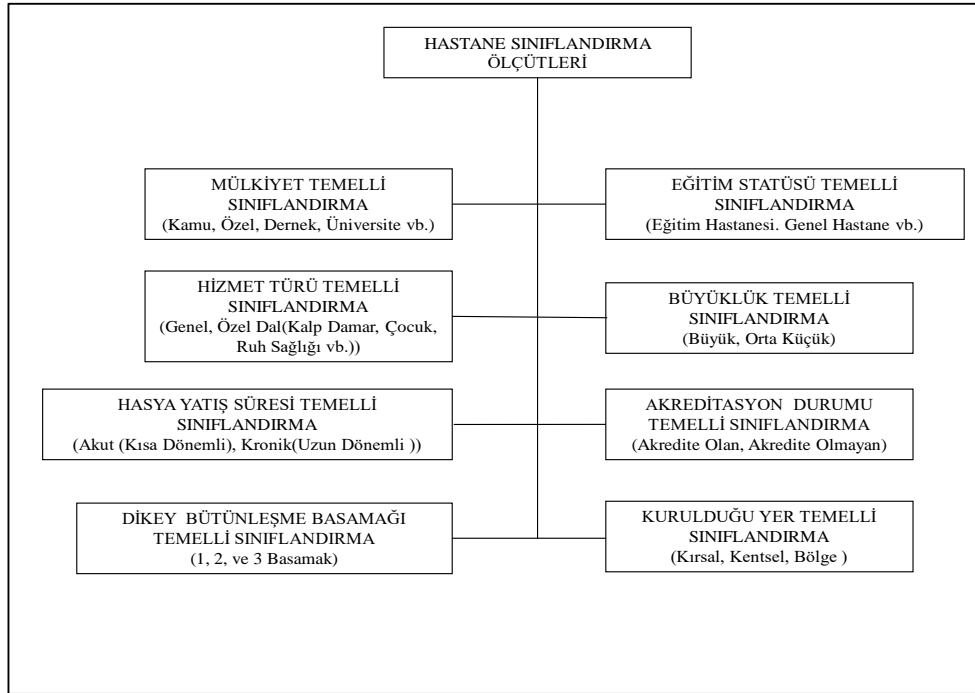 HASTANE SINIFLANDIRMA
ÖLÇÜTLERİ
MÜLKİYET TEMELLİ
SINIFLANDIRMA
(Kamu, Özel, Dernek, Üniversite vb.)
EĞİTİM STATÜSÜ TEMELLİ
SINIFLANDIRMA
(Eğitim Hastanesi. Genel Hastane vb.)
HİZMET TÜRÜ TEMELLİ
SINIFLANDIRMA
(Genel, Özel Dal(Kalp Damar, Çocuk,
Ruh Sağlığı vb.))
BÜYÜKLÜK TEMELLİ
SINIFLANDIRMA
(Büyük, Orta Küçük)
HASYA YATIŞ SÜRESİ TEMELLİ
SINIFLANDIRMA
(Akut (Kısa Dönemli), Kronik(Uzun Dönemli ))
AKREDİTASYON DURUMU
TEMELLİ SINIFLANDIRMA
(Akredite Olan, Akredite Olmayan)
DİKEY BÜTÜNLEŞME BASAMAĞI
TEMELLİ SINIFLANDIRMA
(1, 2, ve 3 Basamak)
KURULDUĞU YER TEMELLİ
SINIFLANDIRMA
(Kırsal, Kentsel, Bölge )